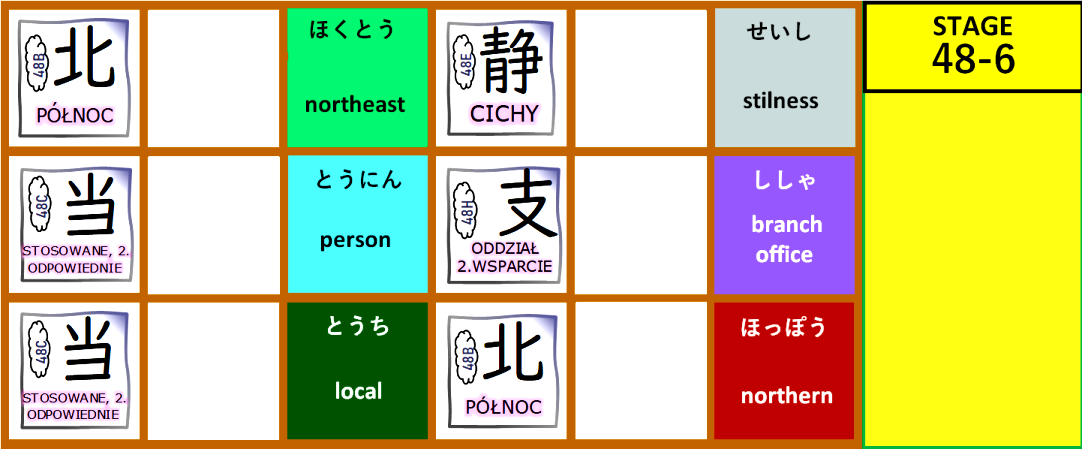 48B
北
PÓŁNOC
ほくとう
northeast
48E
静
CICHY
せいし
stilness
STAGE
48-6
48C
当
STOSOWANE, 2.
ODPOWIEDNIE
とうにん
person
48H
支
ODDZIAŁ
2.WSPARCIE
ししゃ
branch
office
48C
当
STOSOWANE, 2.
ODPOWIEDNIE
とうち
local
48B
北
PÓŁNOC
ほっぽう
northern